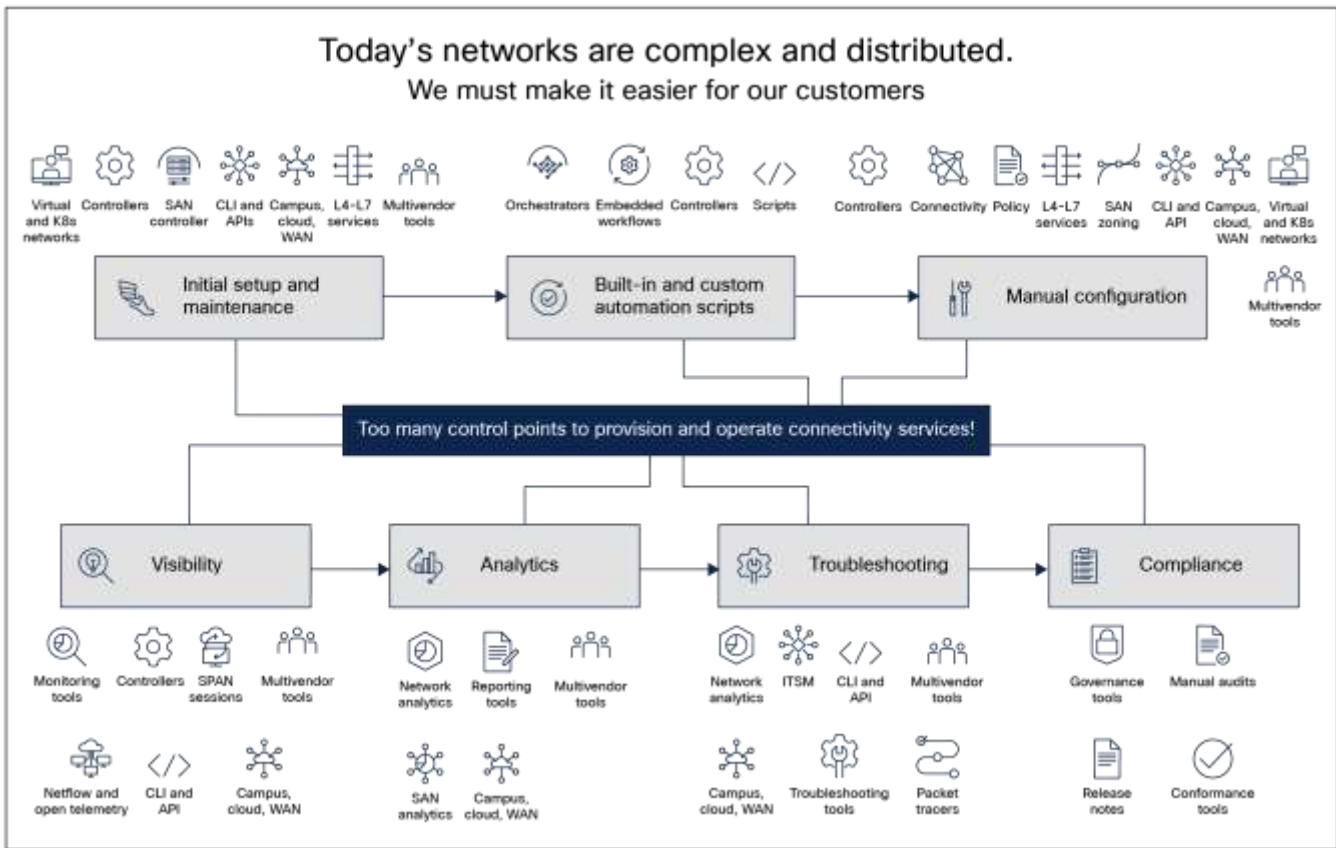 Today's networks are complex and distributed.
We must make it easier for our customers
Virtual
and K8s
networks
Controllers
SAN
controller
CLI and
APIs
Campus,
cloud,
WAN
L4-L7
services
Multivendor
tools
Orchestrators
Embedded
workflows
Controllers
Scripts
Controllers
Connectivity
Policy
L4-L7
services
SAN
zoning
CLI and
API
Campus,
cloud,
WAN
Virtual
and K8s
networks
Multivendor
tools
Initial setup and
maintenance
Built-in and custom
automation scripts
Manual configuration
Too many control points to provision and operate connectivity services!
Visibility
Analytics
Troubleshooting
Compliance
Monitoring
tools
Controllers
SPAN
sessions
Multivendor
tools
Netflow and
open telemetry
CLI and
API
Campus,
cloud, WAN
Network
analytics
Reporting
tools
Multivendor
tools
SAN
analytics
Campus,
cloud, WAN
Network
analytics
ITSM
CLI and
API
Multivendor
tools
Campus,
cloud, WAN
Troubleshooting
tools
Packet
tracers
Governance
tools
Manual audits
Release
notes
Conformance
tools